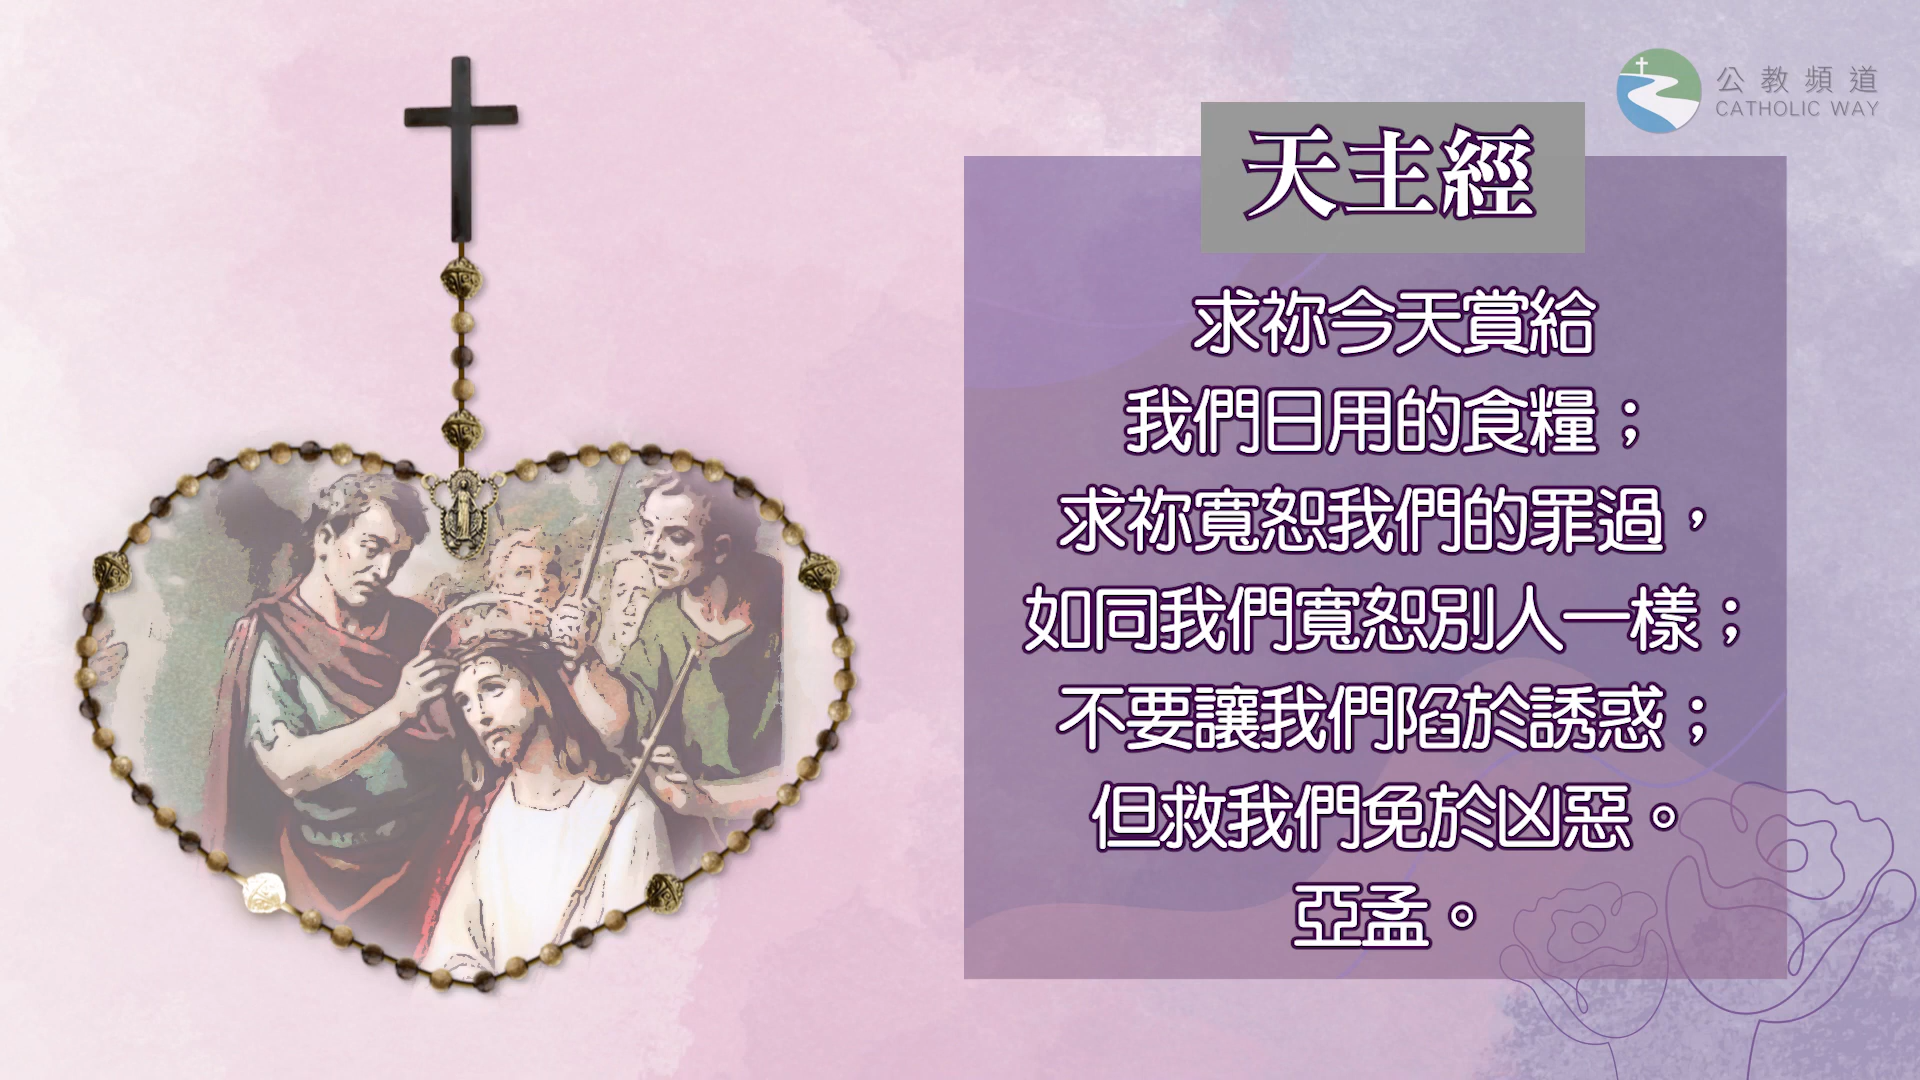 公教頻道
CATHOLIC WAY
天主經
求祢今天賞給
我們日用的食糧；
求祢寬恕我們的罪過，
如同我們寬恕別人一樣；
不要讓我們陷於誘惑；
但救我們免於凶惡。
亞孟。